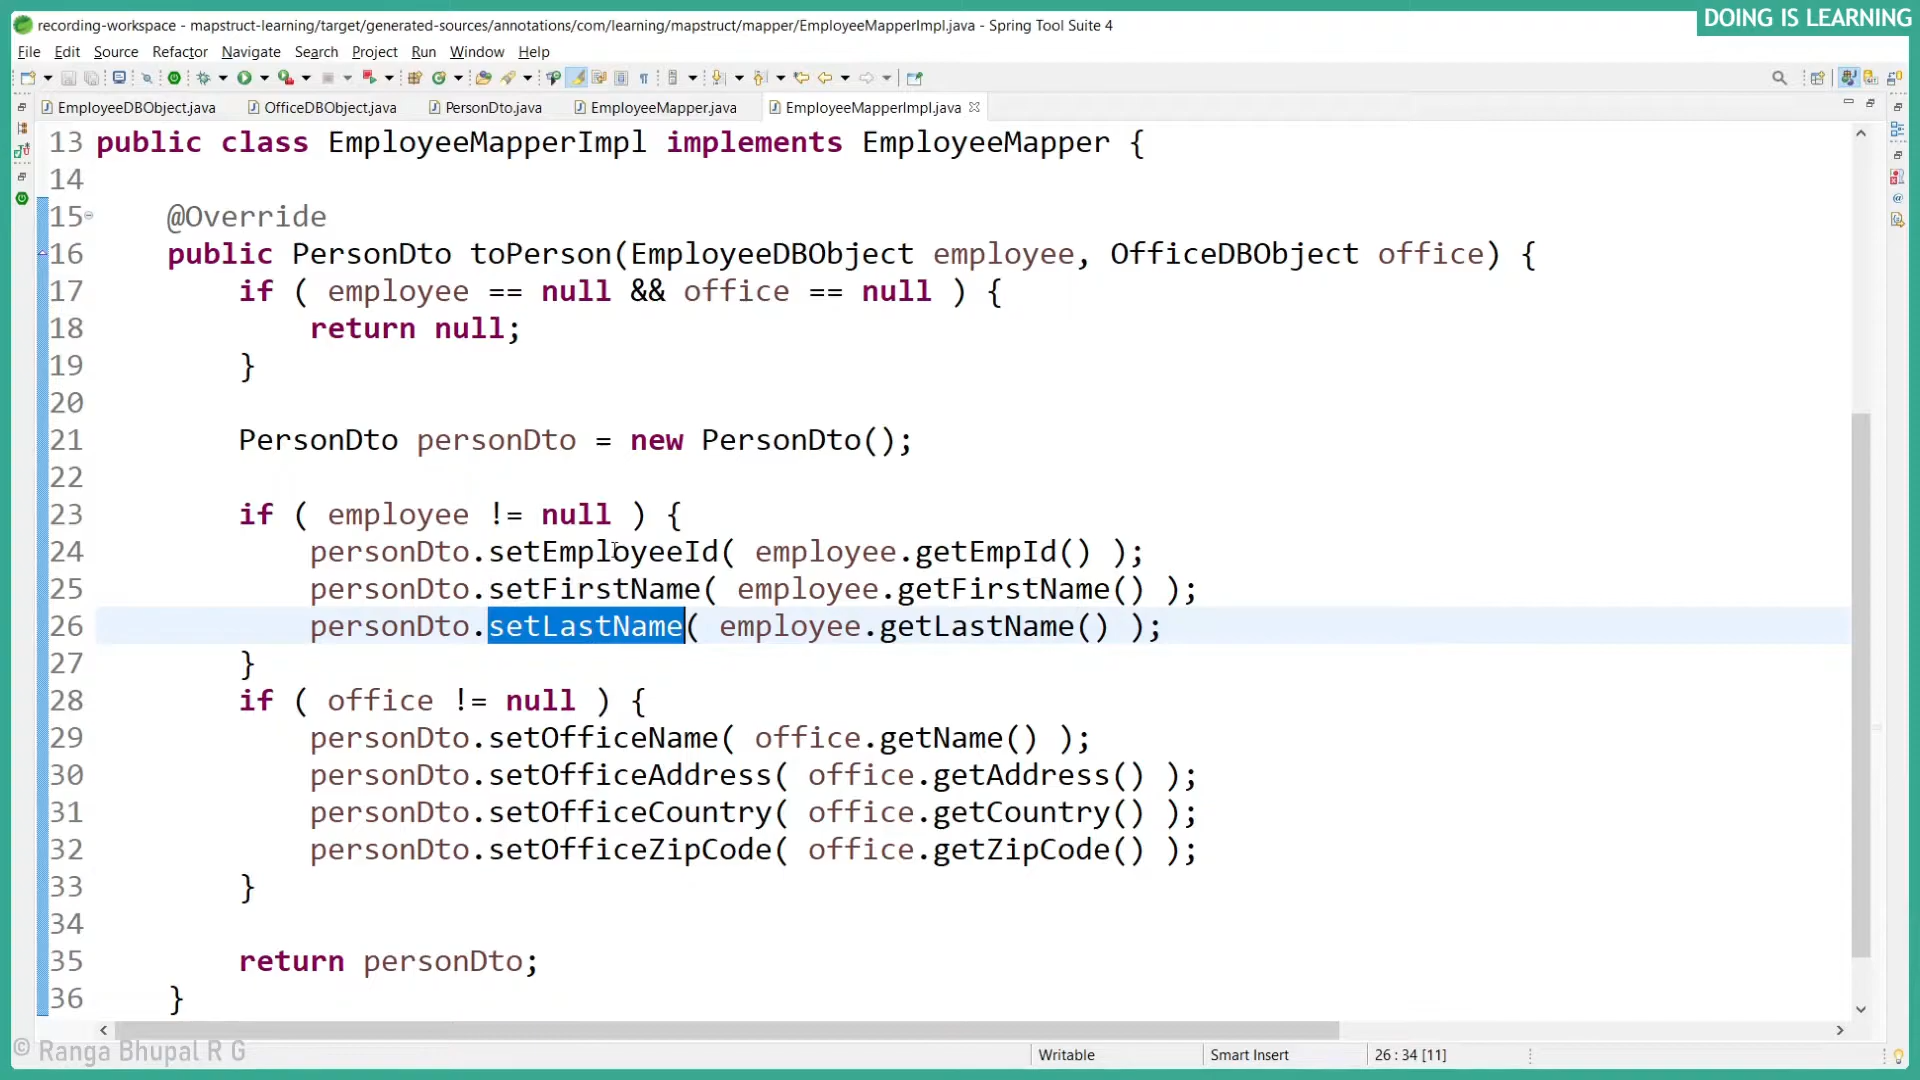 DOING IS LEARNING
recording-workspace - mapstruct-learning/target/generated-sources/annotations/com/learning/mapstruct/mapper/EmployeeMapperImpl.java - Spring Tool Suite 4
File Edit Source Refactor Navigate Search Project Run Window Help
EmployeeDBObject.java OfficeDBObject.java PersonDto.java EmployeeMapper.java EmployeeMapperImpl.java
13 public class EmployeeMapperImpl implements EmployeeMapper {
14
15 @Override
16 public PersonDto toPerson(EmployeeDBObject employee, OfficeDBObject office) {
17 if ( employee == null && office == null ) {
18 return null;
19 }
20
21 PersonDto personDto = new PersonDto();
22
23 if ( employee != null ) {
24 personDto.setEmployeeId( employee.getEmpId() );
25 personDto.setFirstName( employee.getFirstName() );
26 personDto.setLastName( employee.getLastName() );
27 }
28 if ( office != null ) {
29 personDto.setOfficeName( office.getName() );
30 personDto.setOfficeAddress( office.getAddress() );
31 personDto.setOfficeCountry( office.getCountry() );
32 personDto.setOfficeZipCode( office.getZipCode() );
33 }
34
35 return personDto;
36 }
© Ranga Bhupal R G
Writable Smart Insert 26 : 34 [11]